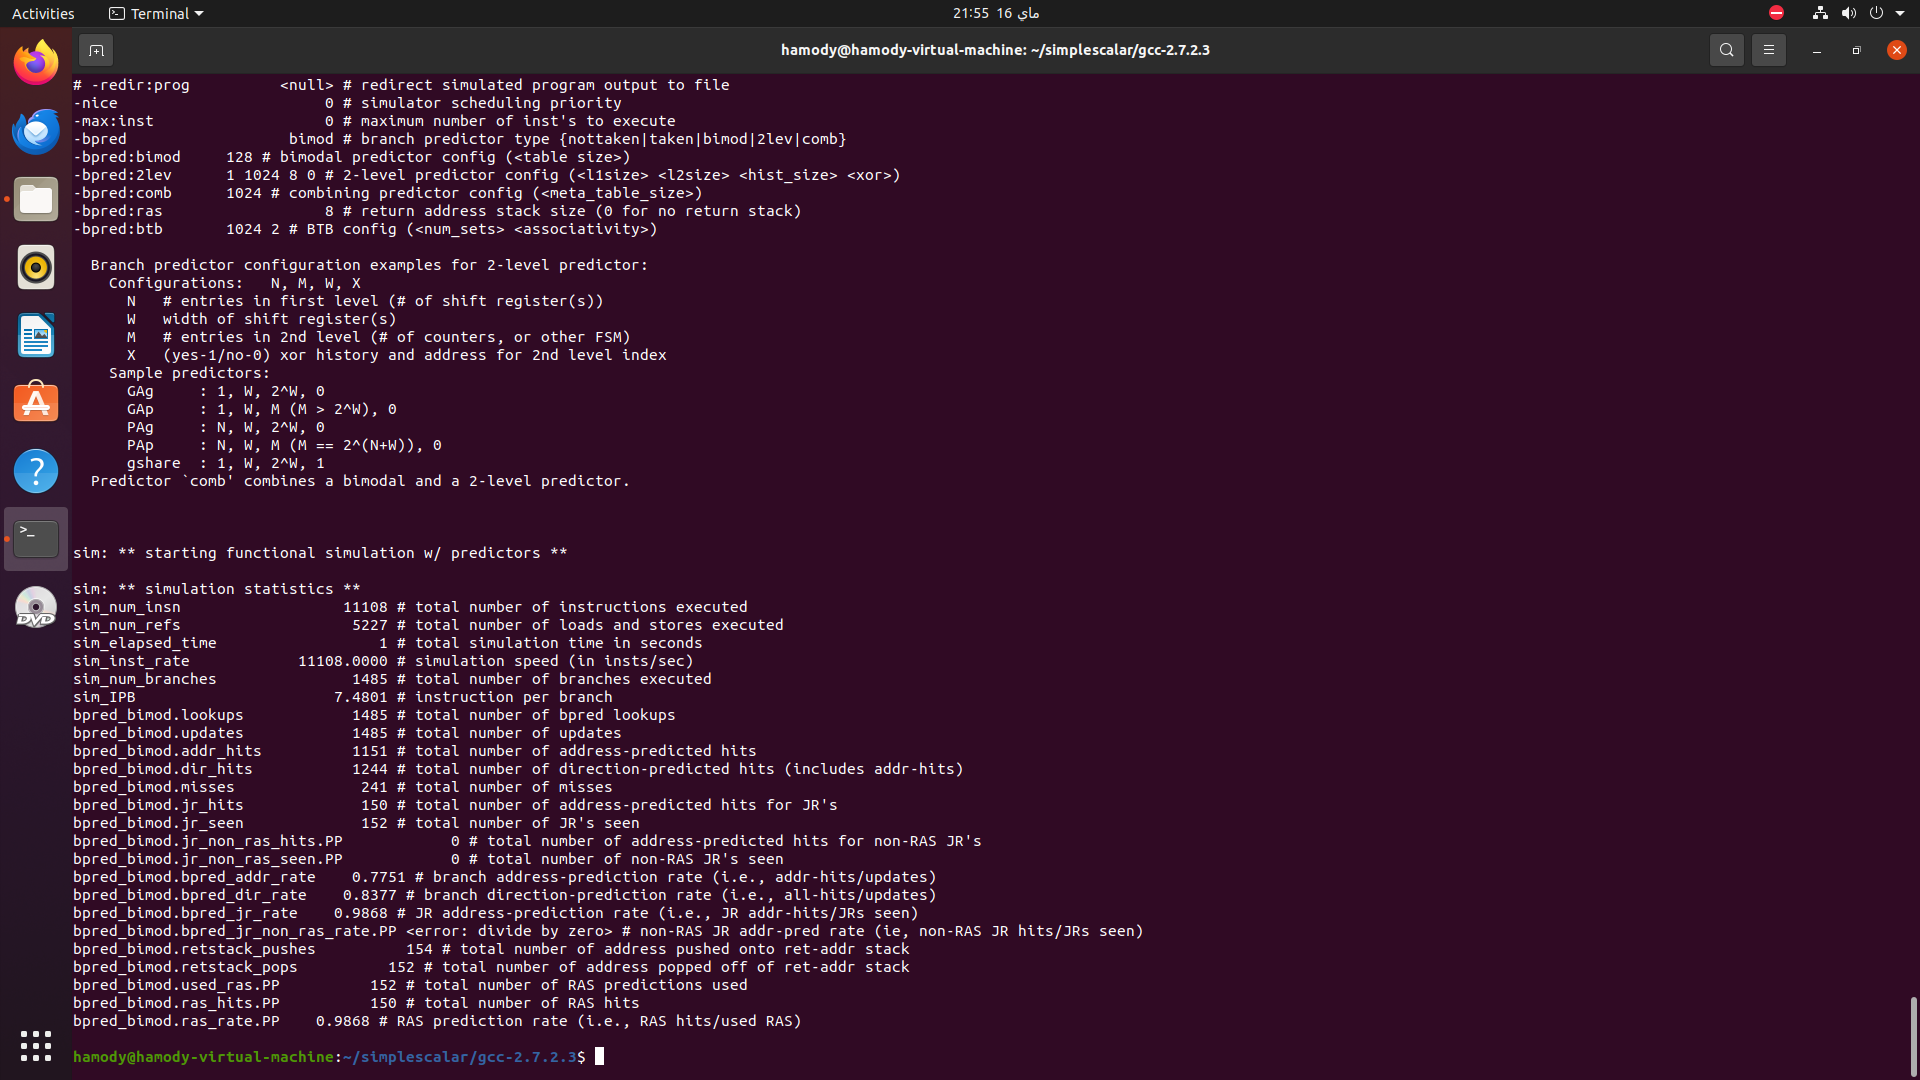 Activities
Terminal
21:55 16 ماي
hamody@hamody-virtual-machine: ~/simplescalar/gcc-2.7.2.3
# -redir:prog          <null> # redirect simulated program output to file
-nice                       0 # simulator scheduling priority
-max:inst                   0 # maximum number of inst's to execute
-bpred                  bimod # branch predictor type {nottaken|taken|bimod|2lev|comb}
-bpred:bimod     128 # bimodal predictor config (<table size>)
-bpred:2lev      1 1024 8 0 # 2-level predictor config (<l1size> <l2size> <hist_size> <xor>)
-bpred:comb      1024 # combining predictor config (<meta_table_size>)
-bpred:ras                  8 # return address stack size (0 for no return stack)
-bpred:btb       1024 2 # BTB config (<num_sets> <associativity>)
  Branch predictor configuration examples for 2-level predictor:
    Configurations:   N, M, W, X
      N   # entries in first level (# of shift register(s))
      W   width of shift register(s)
      M   # entries in 2nd level (# of counters, or other FSM)
      X   (yes-1/no-0) xor history and address for 2nd level index
    Sample predictors:
      GAg     : 1, W, 2^W, 0
      GAp     : 1, W, M (M > 2^W), 0
      PAg     : N, W, 2^W, 0
      PAp     : N, W, M (M == 2^(N+W)), 0
      gshare  : 1, W, 2^W, 1
  Predictor `comb' combines a bimodal and a 2-level predictor.
sim: ** starting functional simulation w/ predictors **
sim: ** simulation statistics **
sim_num_insn                  11108 # total number of instructions executed
sim_num_refs                   5227 # total number of loads and stores executed
sim_elapsed_time                  1 # total simulation time in seconds
sim_inst_rate            11108.0000 # simulation speed (in insts/sec)
sim_num_branches               1485 # total number of branches executed
sim_IPB                      7.4801 # instruction per branch
bpred_bimod.lookups            1485 # total number of bpred lookups
bpred_bimod.updates            1485 # total number of updates
bpred_bimod.addr_hits          1151 # total number of address-predicted hits
bpred_bimod.dir_hits           1244 # total number of direction-predicted hits (includes addr-hits)
bpred_bimod.misses              241 # total number of misses
bpred_bimod.jr_hits             150 # total number of address-predicted hits for JR's
bpred_bimod.jr_seen             152 # total number of JR's seen
bpred_bimod.jr_non_ras_hits.PP            0 # total number of address-predicted hits for non-RAS JR's
bpred_bimod.jr_non_ras_seen.PP            0 # total number of non-RAS JR's seen
bpred_bimod.bpred_addr_rate    0.7751 # branch address-prediction rate (i.e., addr-hits/updates)
bpred_bimod.bpred_dir_rate    0.8377 # branch direction-prediction rate (i.e., all-hits/updates)
bpred_bimod.bpred_jr_rate    0.9868 # JR address-prediction rate (i.e., JR addr-hits/JRs seen)
bpred_bimod.bpred_jr_non_ras_rate.PP <error: divide by zero> # non-RAS JR addr-pred rate (ie, non-RAS JR hits/JRs seen)
bpred_bimod.retstack_pushes          154 # total number of address pushed onto ret-addr stack
bpred_bimod.retstack_pops          152 # total number of address popped off of ret-addr stack
bpred_bimod.used_ras.PP          152 # total number of RAS predictions used
bpred_bimod.ras_hits.PP          150 # total number of RAS hits
bpred_bimod.ras_rate.PP    0.9868 # RAS prediction rate (i.e., RAS hits/used RAS)
hamody@hamody-virtual-machine:~/simplescalar/gcc-2.7.2.3$
DVD